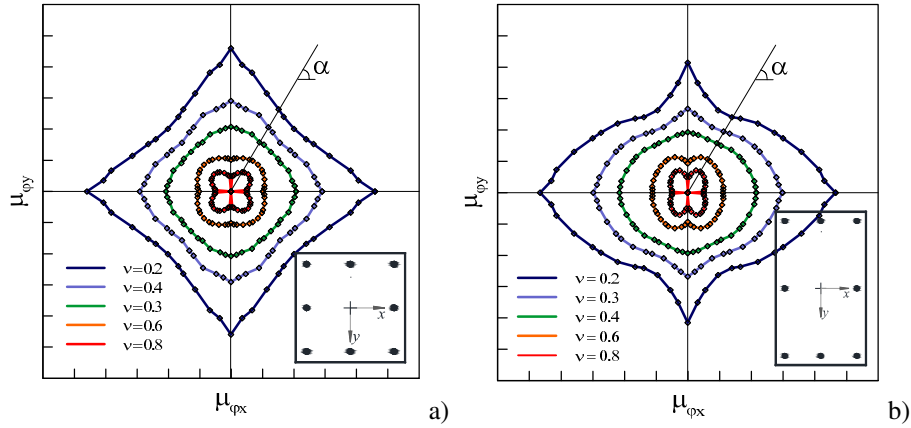 μφy
α
ν=0.2
ν=0.4
ν=0.3
ν=0.6
ν=0.8
x
y
μφx
a)
μφy
α
ν=0.2
ν=0.3
ν=0.4
ν=0.6
ν=0.8
x
y
μφx
b)